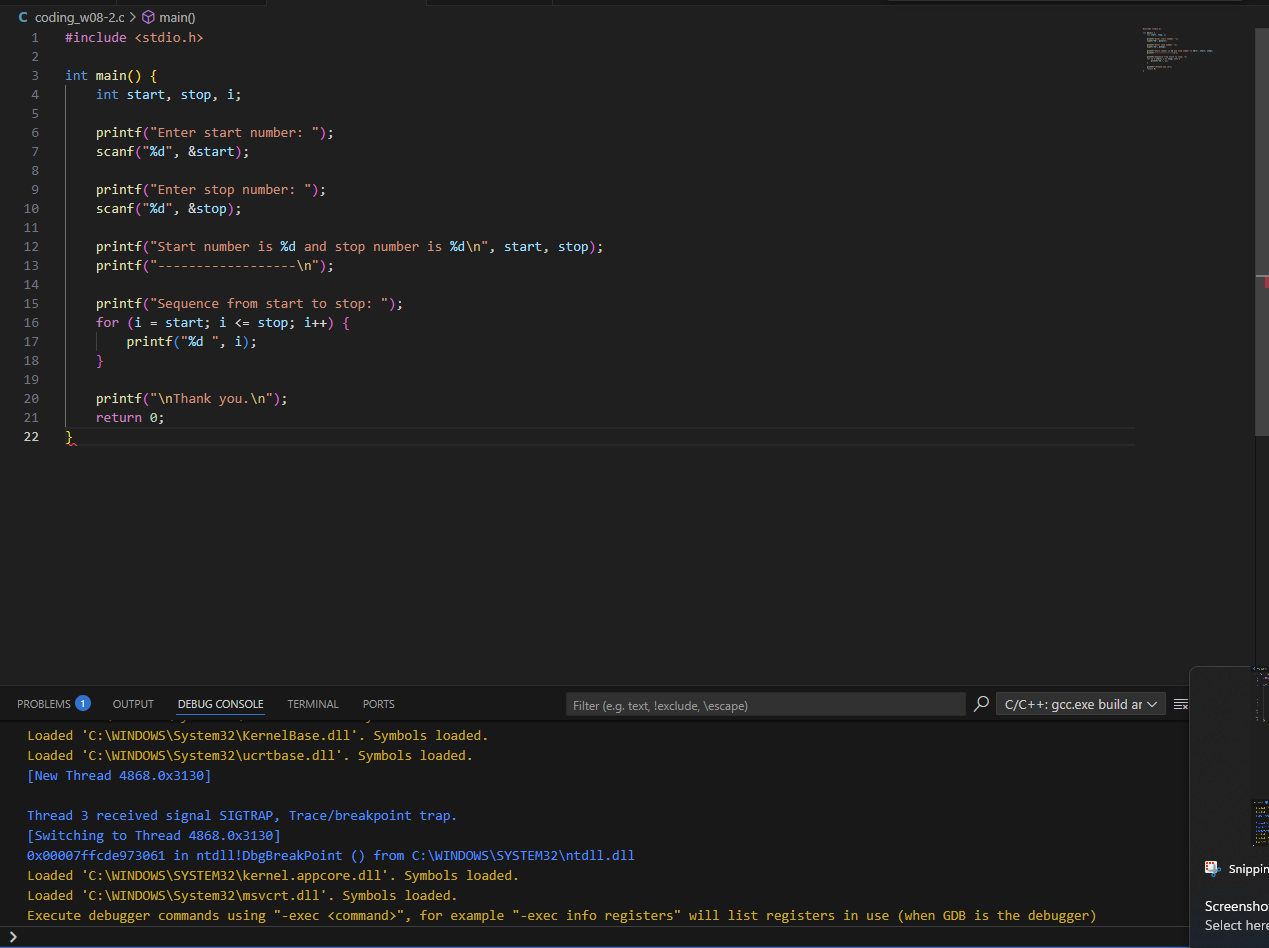 C coding_w08-2.c > main()
1 #include <stdio.h>
2
3 int main() {
4 int start, stop, i;
5
6 printf("Enter start number: ");
7 scanf("%d", &start);
8
9 printf("Enter stop number: ");
10 scanf("%d", &stop);
11
12 printf("Start number is %d and stop number is %d\n", start, stop);
13 printf("------------------\n");
14
15 printf("Sequence from start to stop: ");
16 for (i = start; i <= stop; i++) {
17 printf("%d ", i);
18 }
19
20 printf("\nThank you.\n");
21 return 0;
22 }
PROBLEMS 1 OUTPUT DEBUG CONSOLE TERMINAL PORTS Filter (e.g. text, !exclude, \escape) C/C++: gcc.exe build ar
Loaded 'C:\WINDOWS\System32\KernelBase.dll'. Symbols loaded.
Loaded 'C:\WINDOWS\System32\ucrtbase.dll'. Symbols loaded.
[New Thread 4868.0x3130]
Thread 3 received signal SIGTRAP, Trace/breakpoint trap.
[Switching to Thread 4868.0x3130]
0x00007ffcde973061 in ntdll!DbgBreakPoint () from C:\WINDOWS\SYSTEM32\ntdll.dll
Loaded 'C:\WINDOWS\SYSTEM32\kernel.appcore.dll'. Symbols loaded.
Loaded 'C:\WINDOWS\System32\msvcrt.dll'. Symbols loaded.
Execute debugger commands using "-exec <command>", for example "-exec info registers" will list registers in use (when GDB is the debugger)
>
Snippin
Screensho
Select here